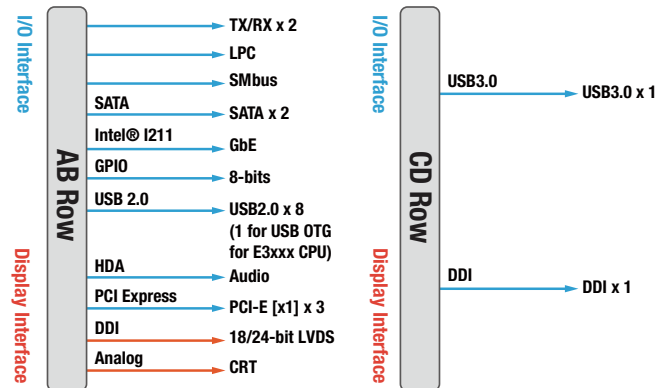 I/O Interface
Display Interface
AB Row
TX/RX x 2
LPC
SMbus
SATA
SATA x 2
Intel® I211
GbE
GPIO
8-bits
USB 2.0
USB2.0 x 8
(1 for USB OTG
for E3xxx CPU)
HDA
Audio
PCI Express
PCI-E [x1] x 3
DDI
18/24-bit LVDS
Analog
CRT
I/O Interface
Display Interface
CD Row
USB3.0
USB3.0 x 1
DDI
DDI x 1